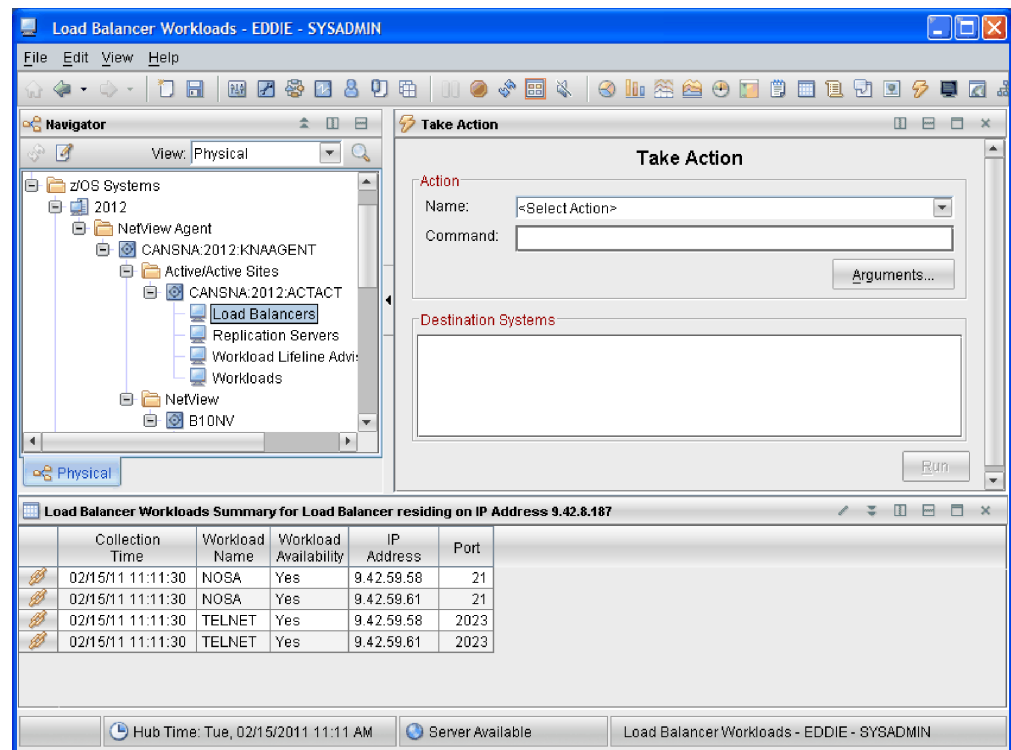 Load Balancer Workloads - EDDIE - SYSADMIN
File Edit View Help
Navigator
View: Physical
z/OS Systems
2012
NetView Agent
CANSNA:2012:KNAAGENT
Active/Active Sites
CANSNA:2012:ACTACT
Load Balancers
Replication Servers
Workload Lifeline Advi
Workloads
NetView
B10NV
Physical
Take Action
Take Action
Action
Name: <Select Action>
Command:
Arguments...
Destination Systems
Run
Load Balancer Workloads Summary for Load Balancer residing on IP Address 9.42.8.187
Collection Time Workload Name Workload Availability IP Address Port
02/15/11 11:11:30 NOSA Yes 9.42.59.58 21
02/15/11 11:11:30 NOSA Yes 9.42.59.61 21
02/15/11 11:11:30 TELNET Yes 9.42.59.58 2023
02/15/11 11:11:30 TELNET Yes 9.42.59.61 2023
Hub Time: Tue, 02/15/2011 11:11 AM Server Available Load Balancer Workloads - EDDIE - SYSADMIN